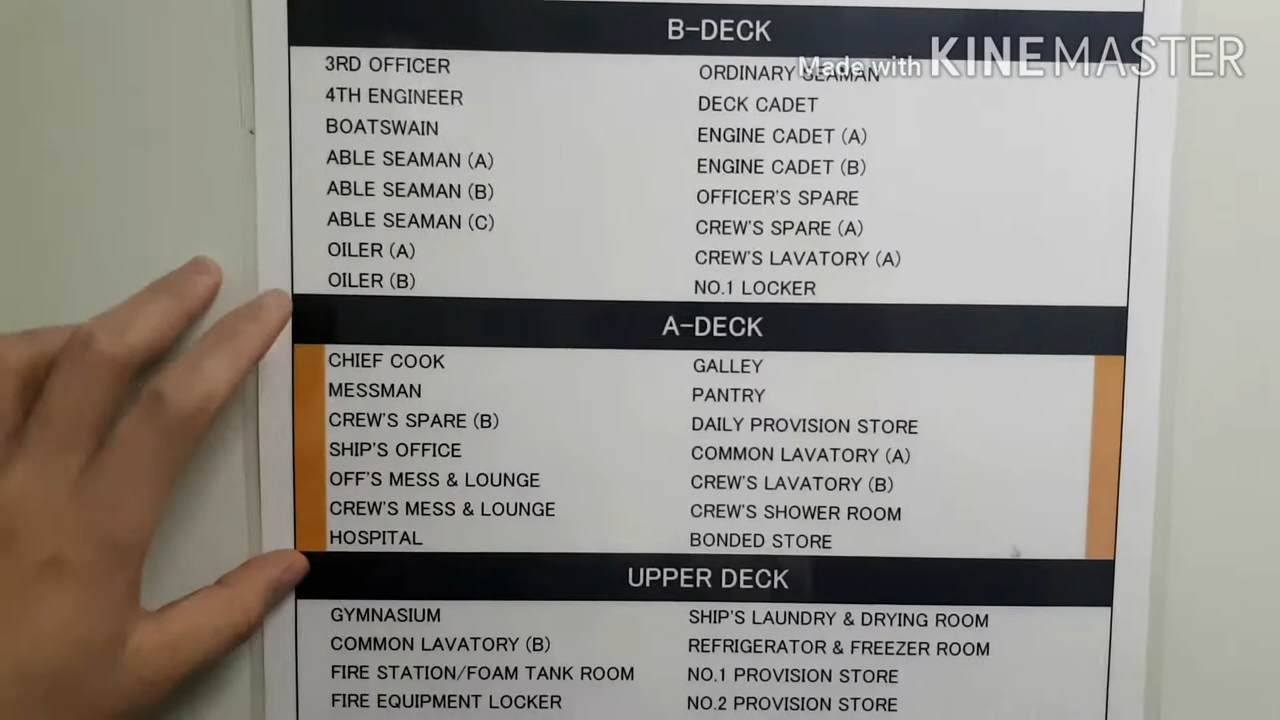 B-DECK
Made with KINEMASTER
3RD OFFICER
4TH ENGINEER
BOATSWAIN
ABLE SEAMAN (A)
ABLE SEAMAN (B)
ABLE SEAMAN (C)
OILER (A)
OILER (B)
ORDINARY SEAMAN
DECK CADET
ENGINE CADET (A)
ENGINE CADET (B)
OFFICER'S SPARE
CREW'S SPARE (A)
CREW'S LAVATORY (A)
NO.1 LOCKER
A-DECK
CHIEF COOK
MESSMAN
CREW'S SPARE (B)
SHIP'S OFFICE
OFF'S MESS & LOUNGE
CREW'S MESS & LOUNGE
HOSPITAL
GALLEY
PANTRY
DAILY PROVISION STORE
COMMON LAVATORY (A)
CREW'S LAVATORY (B)
CREW'S SHOWER ROOM
BONDED STORE
UPPER DECK
GYMNASIUM
COMMON LAVATORY (B)
FIRE STATION/FOAM TANK ROOM
FIRE EQUIPMENT LOCKER
SHIP'S LAUNDRY & DRYING ROOM
REFRIGERATOR & FREEZER ROOM
NO.1 PROVISION STORE
NO.2 PROVISION STORE